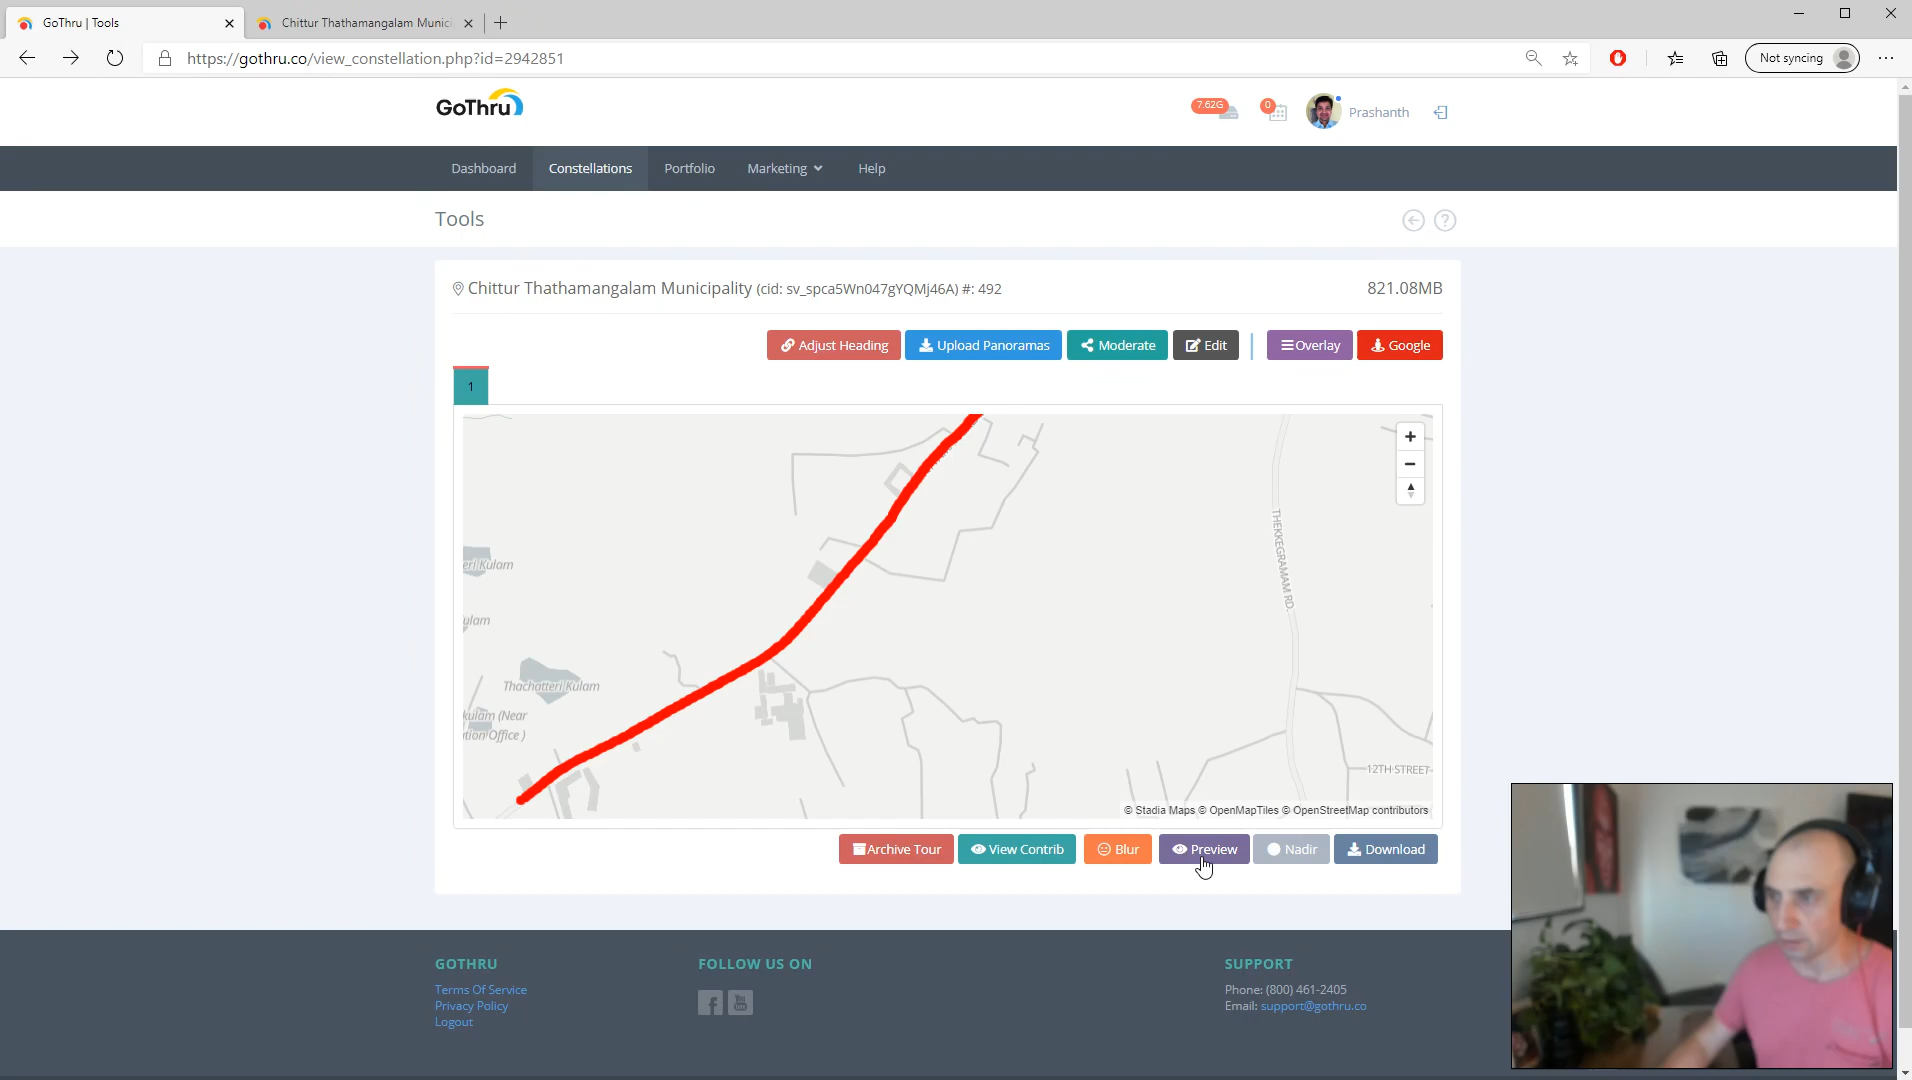 GoThru | Tools
Chittur Thathamangalam Munici
https://gothru.co/view_constellation.php?id=2942851
Not syncing
GoThru
7.62G
0
Prashanth
Dashboard
Constellations
Portfolio
Marketing
Help
Tools
Chittur Thathamangalam Municipality (cid: sv_spca5Wn047gYQMj46A) #: 492
821.08MB
Adjust Heading
Upload Panoramas
Moderate
Edit
Overlay
Google
1
eri Kulam
ulam
Thachatteri Kulam
kulam (Near
tion Office )
THEKKEGRAMAM RD.
12TH STREET
© Stadia Maps © OpenMapTiles © OpenStreetMap contributors
Archive Tour
View Contrib
Blur
Preview
Nadir
Download
GOTHRU
Terms Of Service
Privacy Policy
Logout
FOLLOW US ON
You
SUPPORT
Phone: (800) 461-2405
Email: support@gothru.co